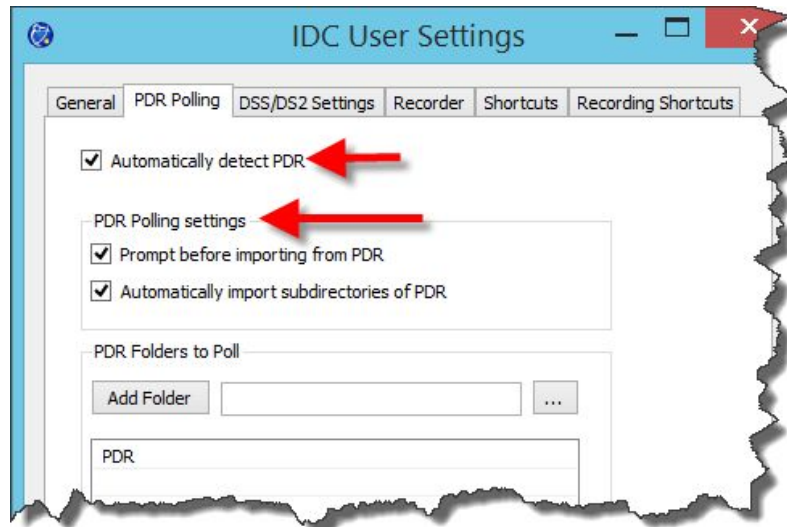 IDC User Settings
General PDR Polling DSS/DS2 Settings Recorder Shortcuts Recording Shortcuts
Automatically detect PDR
PDR Polling settings
Prompt before importing from PDR
Automatically import subdirectories of PDR
PDR Folders to Poll
Add Folder ...
PDR